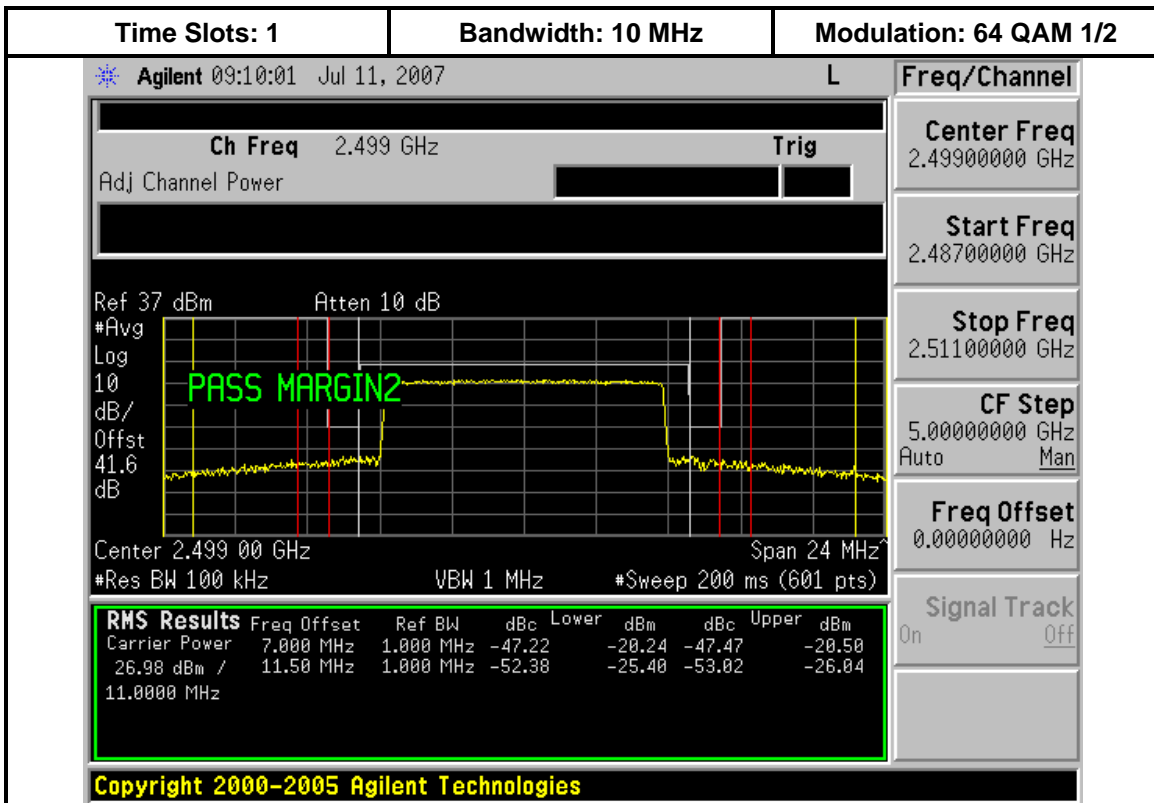 Time Slots: 1 Bandwidth: 10 MHz Modulation: 64 QAM 1/2
Agilent 09:10:01 Jul 11, 2007 L Freq/Channel
Ch Freq 2.499 GHz Trig
Adj Channel Power
Center Freq
2.49900000 GHz
Start Freq
2.48700000 GHz
Stop Freq
2.51100000 GHz
CF Step
5.00000000 GHz
Auto Man
Freq Offset
0.00000000 Hz
Signal Track
On Off
Ref 37 dBm Atten 10 dB
#Avg
Log
10
dB/
Offst
41.6
dB
PASS MARGIN2
Center 2.499 00 GHz Span 24 MHz^
#Res BW 100 kHz VBW 1 MHz #Sweep 200 ms (601 pts)
RMS Results Freq Offset Ref BW dBc Lower dBm dBc Upper dBm
Carrier Power 7.000 MHz 1.000 MHz -47.22 -20.24 -47.47 -20.50
26.98 dBm / 11.50 MHz 1.000 MHz -52.38 -25.40 -53.02 -26.04
11.0000 MHz
Copyright 2000-2005 Agilent Technologies